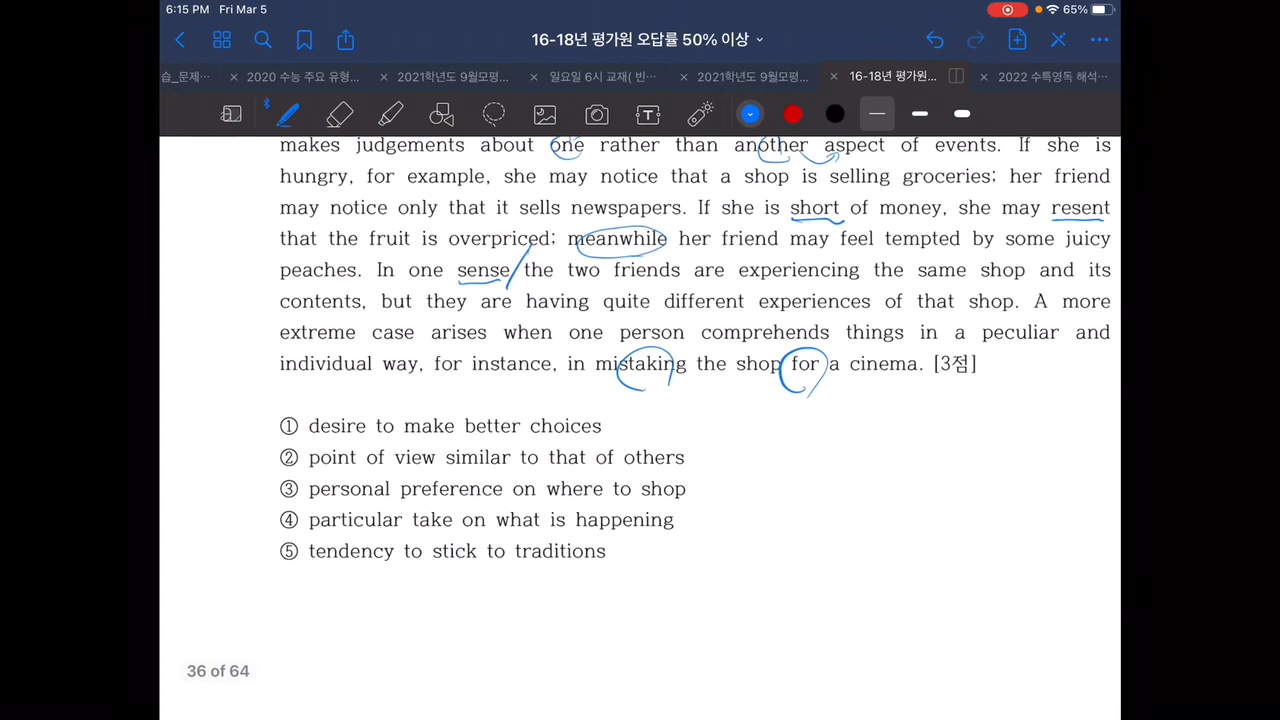 6:15 PM Fri Mar 5
65%
16-18년 평가원 오답률 50% 이상
습_문제…
× 2020 수능 주요 유형…
× 2021학년도 9월모평…
× 일요일 6시 교재( 빈…
× 2021학년도 9월모평…
× 16-18년 평가원…
× 2022 수특영독 해석…
makes judgements about one rather than another aspect of events. If she is
hungry, for example, she may notice that a shop is selling groceries; her friend
may notice only that it sells newspapers. If she is short of money, she may resent
that the fruit is overpriced; meanwhile her friend may feel tempted by some juicy
peaches. In one sense the two friends are experiencing the same shop and its
contents, but they are having quite different experiences of that shop. A more
extreme case arises when one person comprehends things in a peculiar and
individual way, for instance, in mistaking the shop for a cinema. [3점]
① desire to make better choices
② point of view similar to that of others
③ personal preference on where to shop
④ particular take on what is happening
⑤ tendency to stick to traditions
36 of 64